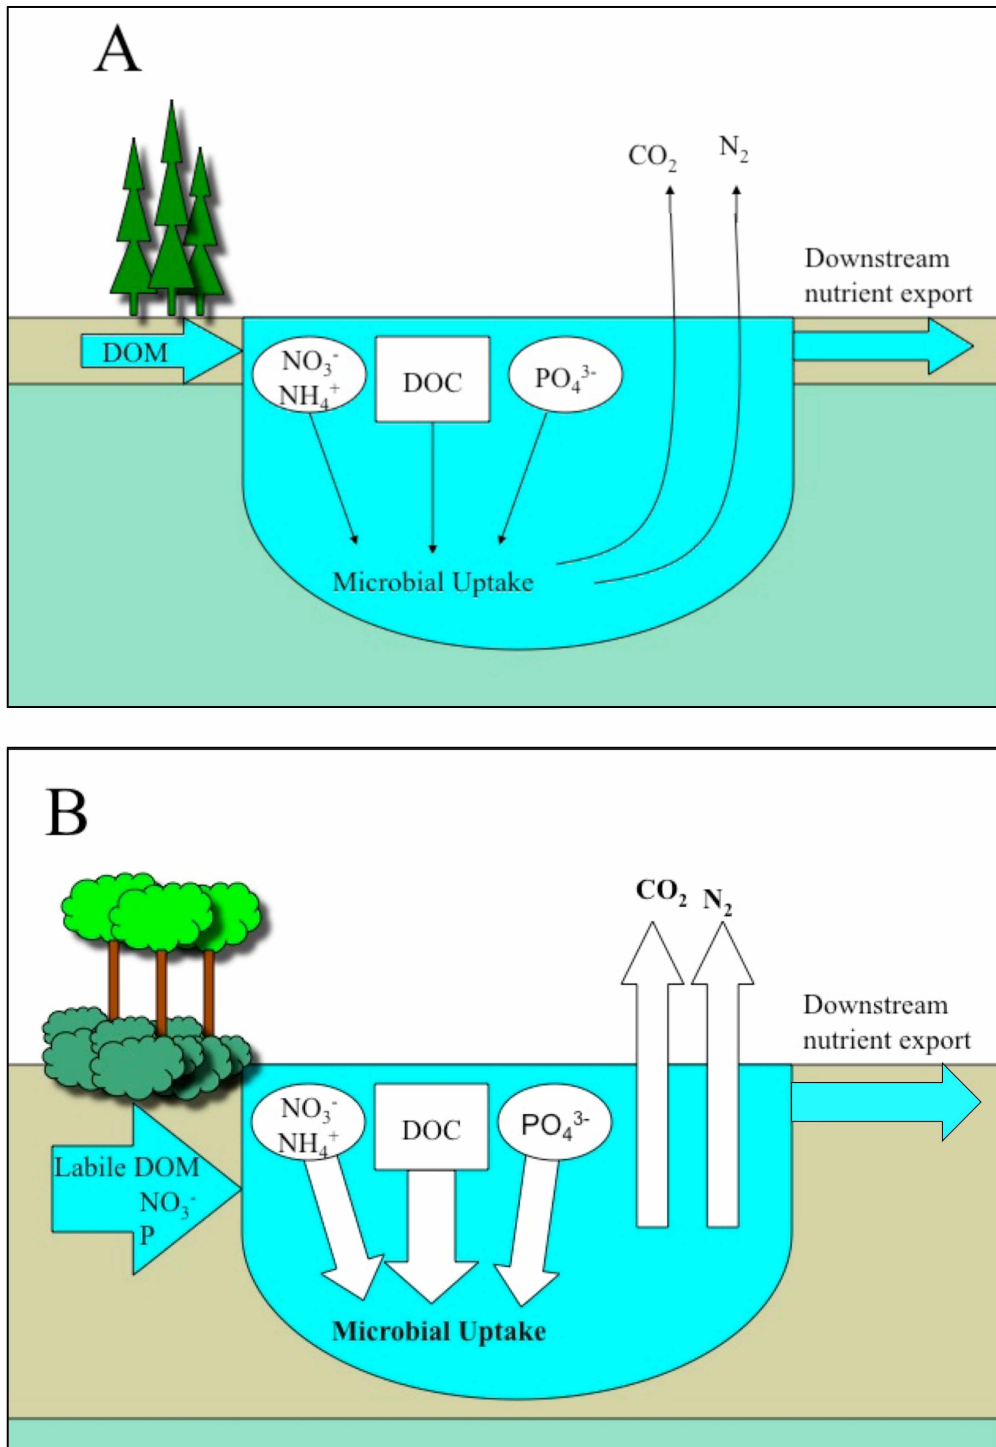 A
CO₂
N₂
Downstream
nutrient export
DOM
NO₃⁻
NH₄⁺
DOC
PO₄³⁻
Microbial Uptake
B
CO₂
N₂
Downstream
nutrient export
NO₃⁻
NH₄⁺
DOC
PO₄³⁻
Labile DOM
NO₃⁻
P
Microbial Uptake